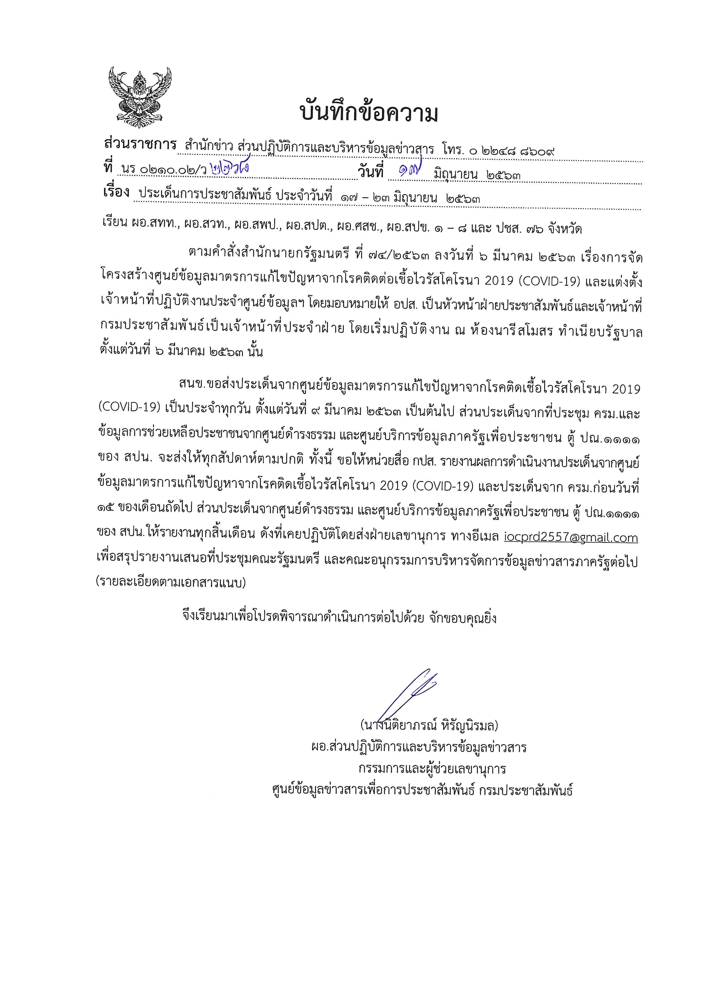 บันทึกข้อความ
ส่วนราชการ สำนักข่าว ส่วนปฏิบัติการและบริหารข้อมูลข่าวสาร โทร. ๐ ๒๒๔๘ ๘๖๐๙
ที่ นร ๐๒๑๐.๐๒/ว วันที่ ๑๗ มิถุนายน ๒๕๖๓
เรื่อง ประเด็นการประชาสัมพันธ์ ประจำวันที่ ๑๗ – ๒๓ มิถุนายน ๒๕๖๓
เรียน ผอ.สทท., ผอ.สวท., ผอ.สพป., ผอ.สปต., ผอ.ศสช., ผอ.สปข. ๑ – ๘ และ ปชส. ๗๖ จังหวัด
ตามคำสั่งสำนักนายกรัฐมนตรี ที่ ๗๔/๒๕๖๓ ลงวันที่ ๖ มีนาคม ๒๕๖๓ เรื่องการจัด
โครงสร้างศูนย์ข้อมูลมาตรการแก้ไขปัญหาจากโรคติดต่อเชื้อไวรัสโคโรนา 2019 (COVID-19) และแต่งตั้ง
เจ้าหน้าที่ปฏิบัติงานประจำศูนย์ข้อมูลฯ โดยมอบหมายให้ อปส. เป็นหัวหน้าฝ่ายประชาสัมพันธ์และเจ้าหน้าที่
กรมประชาสัมพันธ์เป็นเจ้าหน้าที่ประจำฝ่าย โดยเริ่มปฏิบัติงาน ณ ห้องนารีสโมสร ทำเนียบรัฐบาล
ตั้งแต่วันที่ ๖ มีนาคม ๒๕๖๓ นั้น
สนข.ขอส่งประเด็นจากศูนย์ข้อมูลมาตรการแก้ไขปัญหาจากโรคติดเชื้อไวรัสโคโรนา 2019
(COVID-19) เป็นประจำทุกวัน ตั้งแต่วันที่ ๙ มีนาคม ๒๕๖๓ เป็นต้นไป ส่วนประเด็นจากที่ประชุม ครม.และ
ข้อมูลการช่วยเหลือประชาชนจากศูนย์ดำรงธรรม และศูนย์บริการข้อมูลภาครัฐเพื่อประชาชน ตู้ ปณ.๑๑๑๑
ของ สปน. จะส่งให้ทุกสัปดาห์ตามปกติ ทั้งนี้ ขอให้หน่วยสื่อ กปส. รายงานผลการดำเนินงานประเด็นจากศูนย์
ข้อมูลมาตรการแก้ไขปัญหาจากโรคติดเชื้อไวรัสโคโรนา 2019 (COVID-19) และประเด็นจาก ครม.ก่อนวันที่
๑๕ ของเดือนถัดไป ส่วนประเด็นจากศูนย์ดำรงธรรม และศูนย์บริการข้อมูลภาครัฐเพื่อประชาชน ตู้ ปณ.๑๑๑๑
ของ สปน.ให้รายงานทุกสิ้นเดือน ดังที่เคยปฏิบัติโดยส่งฝ่ายเลขานุการ ทางอีเมล iocprd2557@gmail.com
เพื่อสรุปรายงานเสนอที่ประชุมคณะรัฐมนตรี และคณะอนุกรรมการบริหารจัดการข้อมูลข่าวสารภาครัฐต่อไป
(รายละเอียดตามเอกสารแนบ)
จึงเรียนมาเพื่อโปรดพิจารณาดำเนินการต่อไปด้วย จักขอบคุณยิ่ง
(นางนิติยาภรณ์ หิรัญนิรมล)
ผอ.ส่วนปฏิบัติการและบริหารข้อมูลข่าวสาร
กรรมการและผู้ช่วยเลขานุการ
ศูนย์ข้อมูลข่าวสารเพื่อการประชาสัมพันธ์ กรมประชาสัมพันธ์